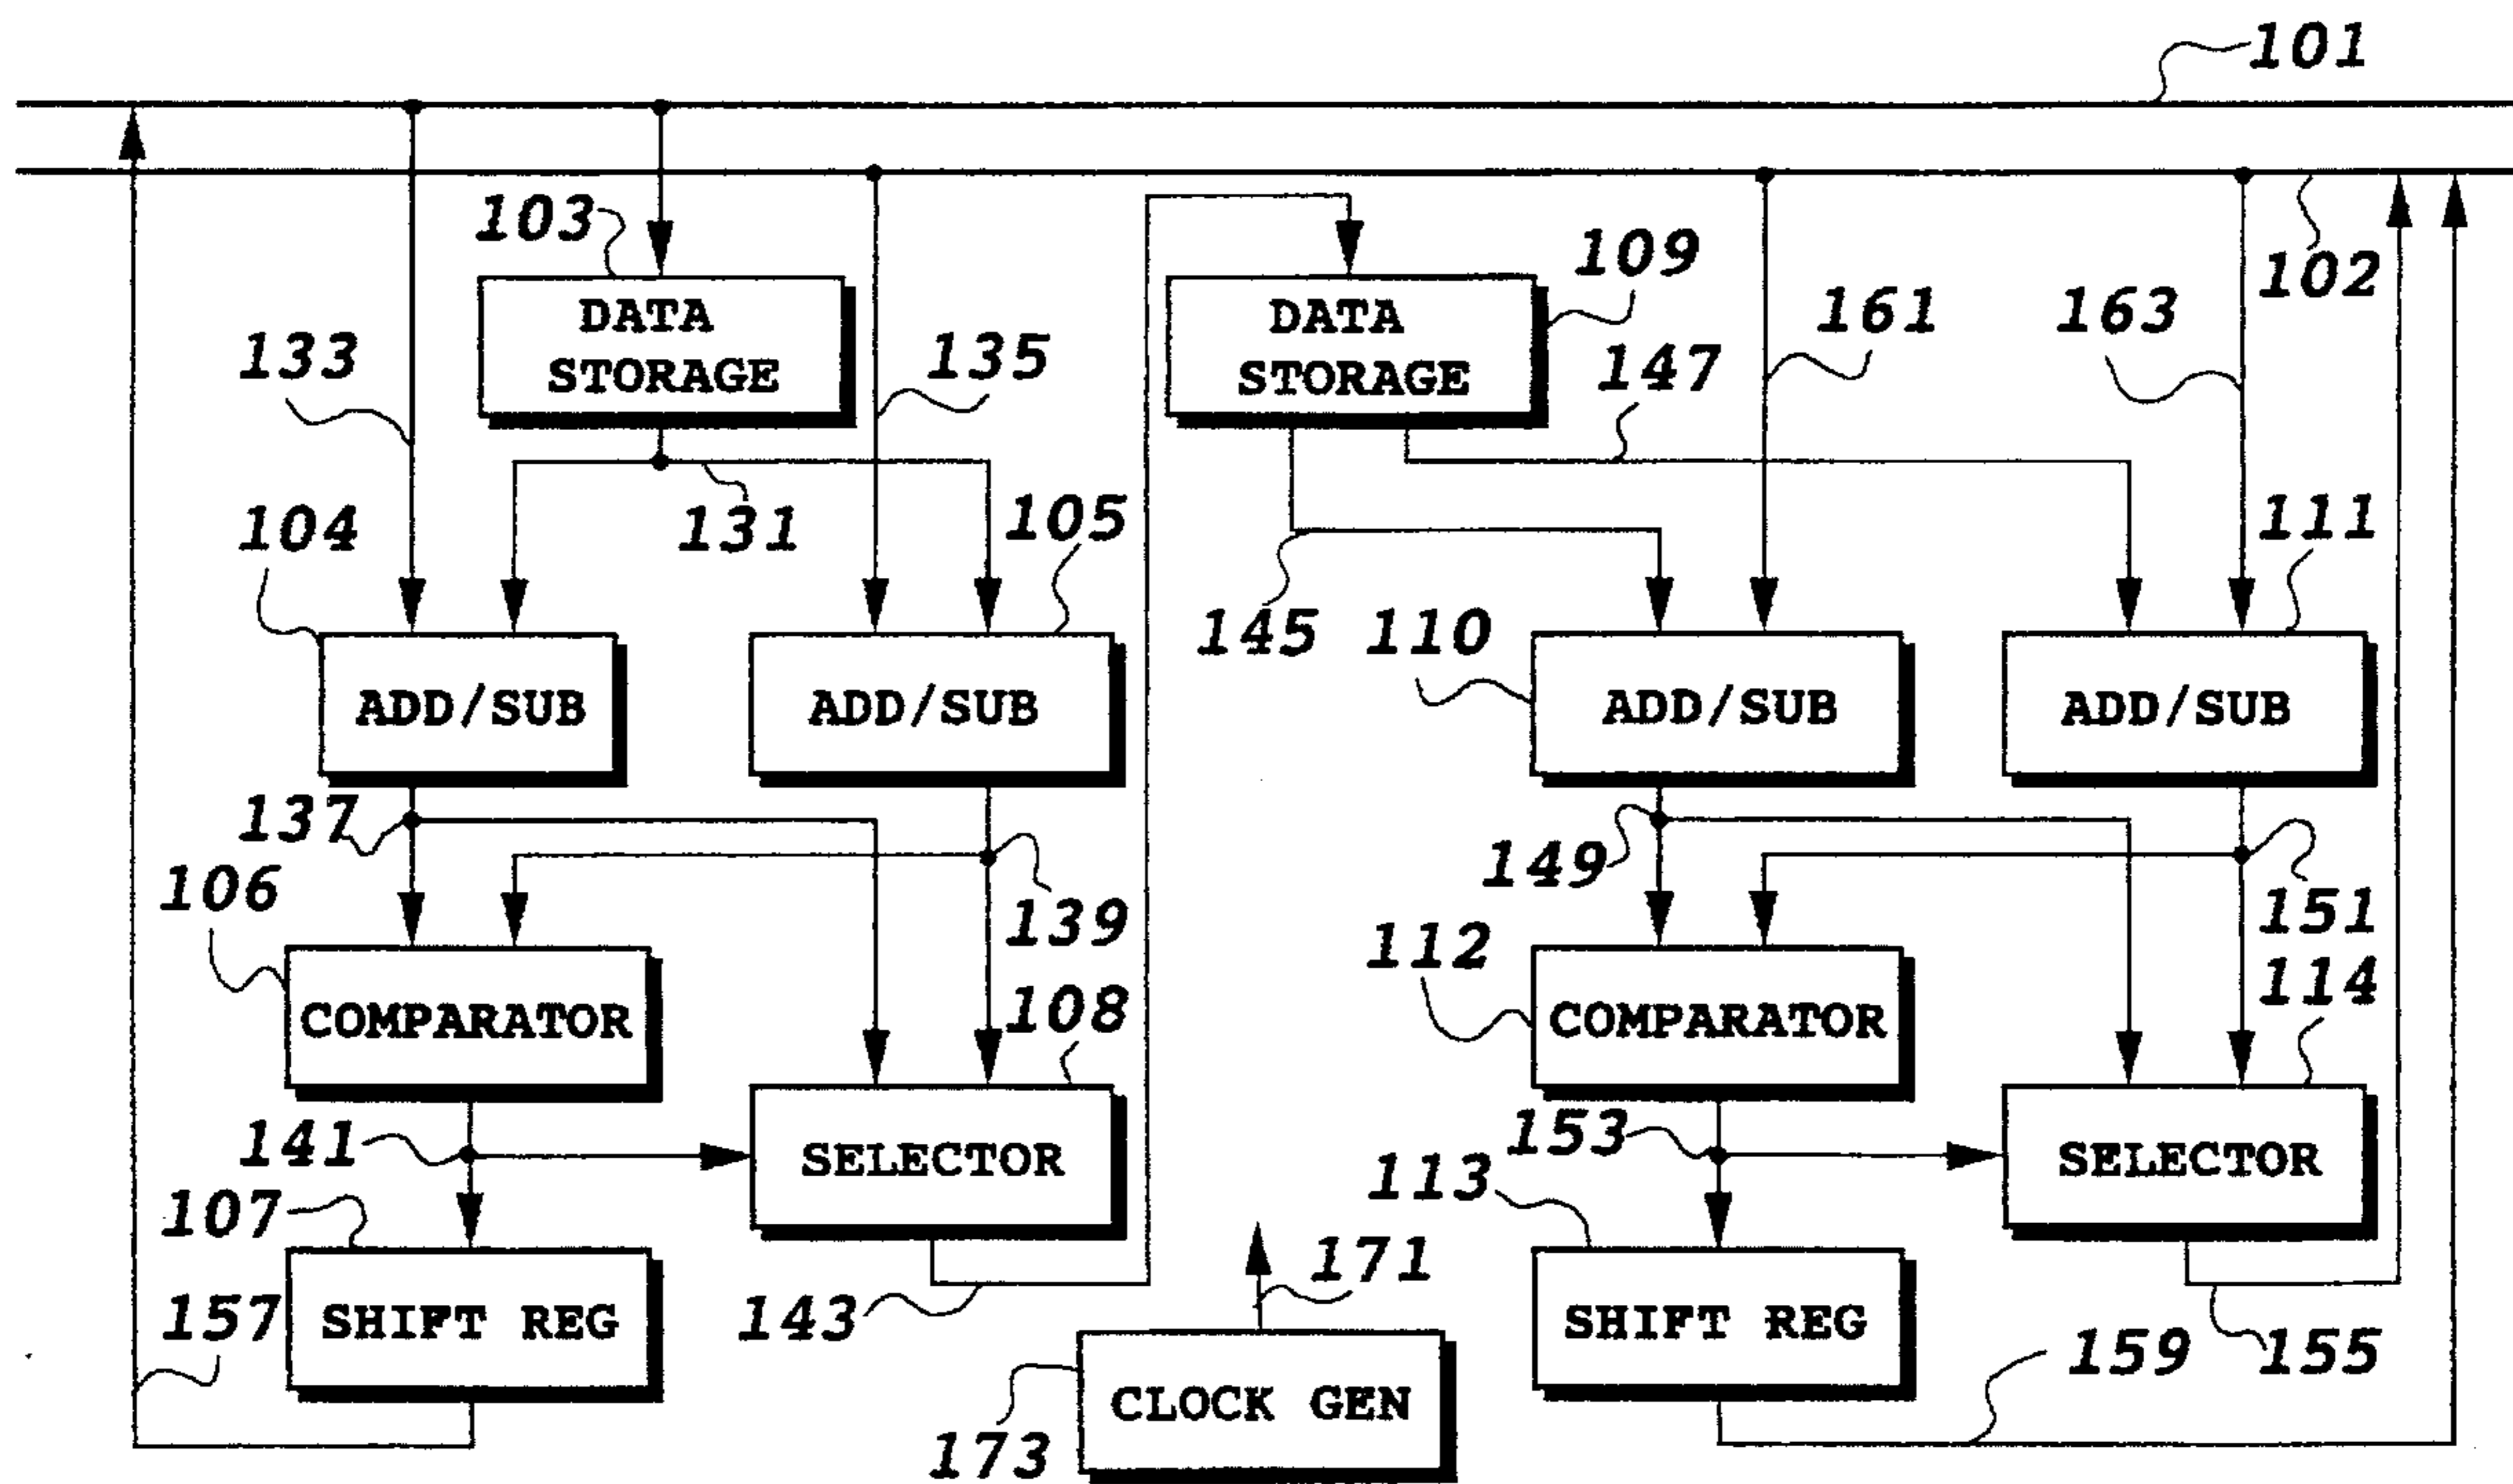 101
103
109
102
133
DATA
STORAGE
135
DATA
STORAGE
161
163
147
104
131
105
111
145
110
ADD/SUB
ADD/SUB
ADD/SUB
ADD/SUB
137
106
139
149
112
151
COMPARATOR
108
COMPARATOR
114
141
SELECTOR
153
SELECTOR
107
113
171
157
SHIFT REG
143
SHIFT REG
159
155
CLOCK GEN
173